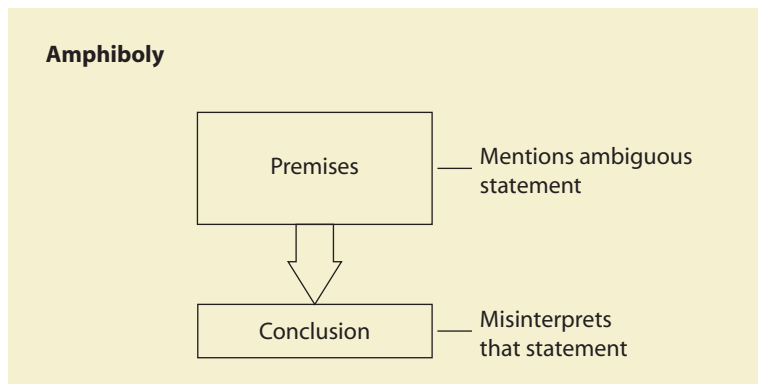 Amphiboly
Premises
Mentions ambiguous
statement
Conclusion
Misinterprets
that statement